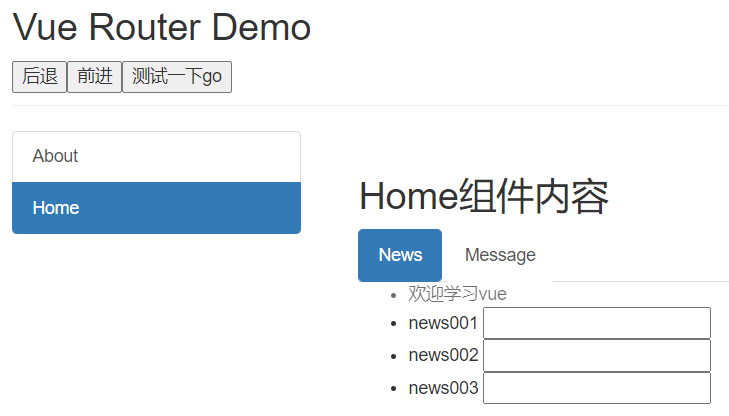 Vue Router Demo
后退 前进 测试一下go
About
Home
Home组件内容
News Message
欢迎学习vue
news001
news002
news003